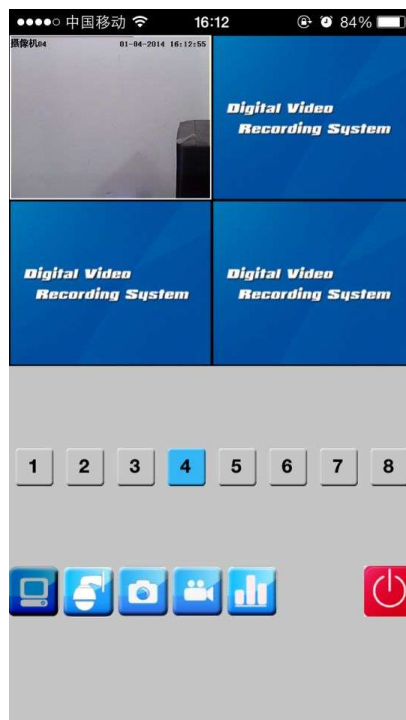 中国移动 16:12 84%
摄像机04 01-04-2014 16:12:55
Digital Video
Recording System
Digital Video
Recording System
Digital Video
Recording System
1 2 3 4 5 6 7 8